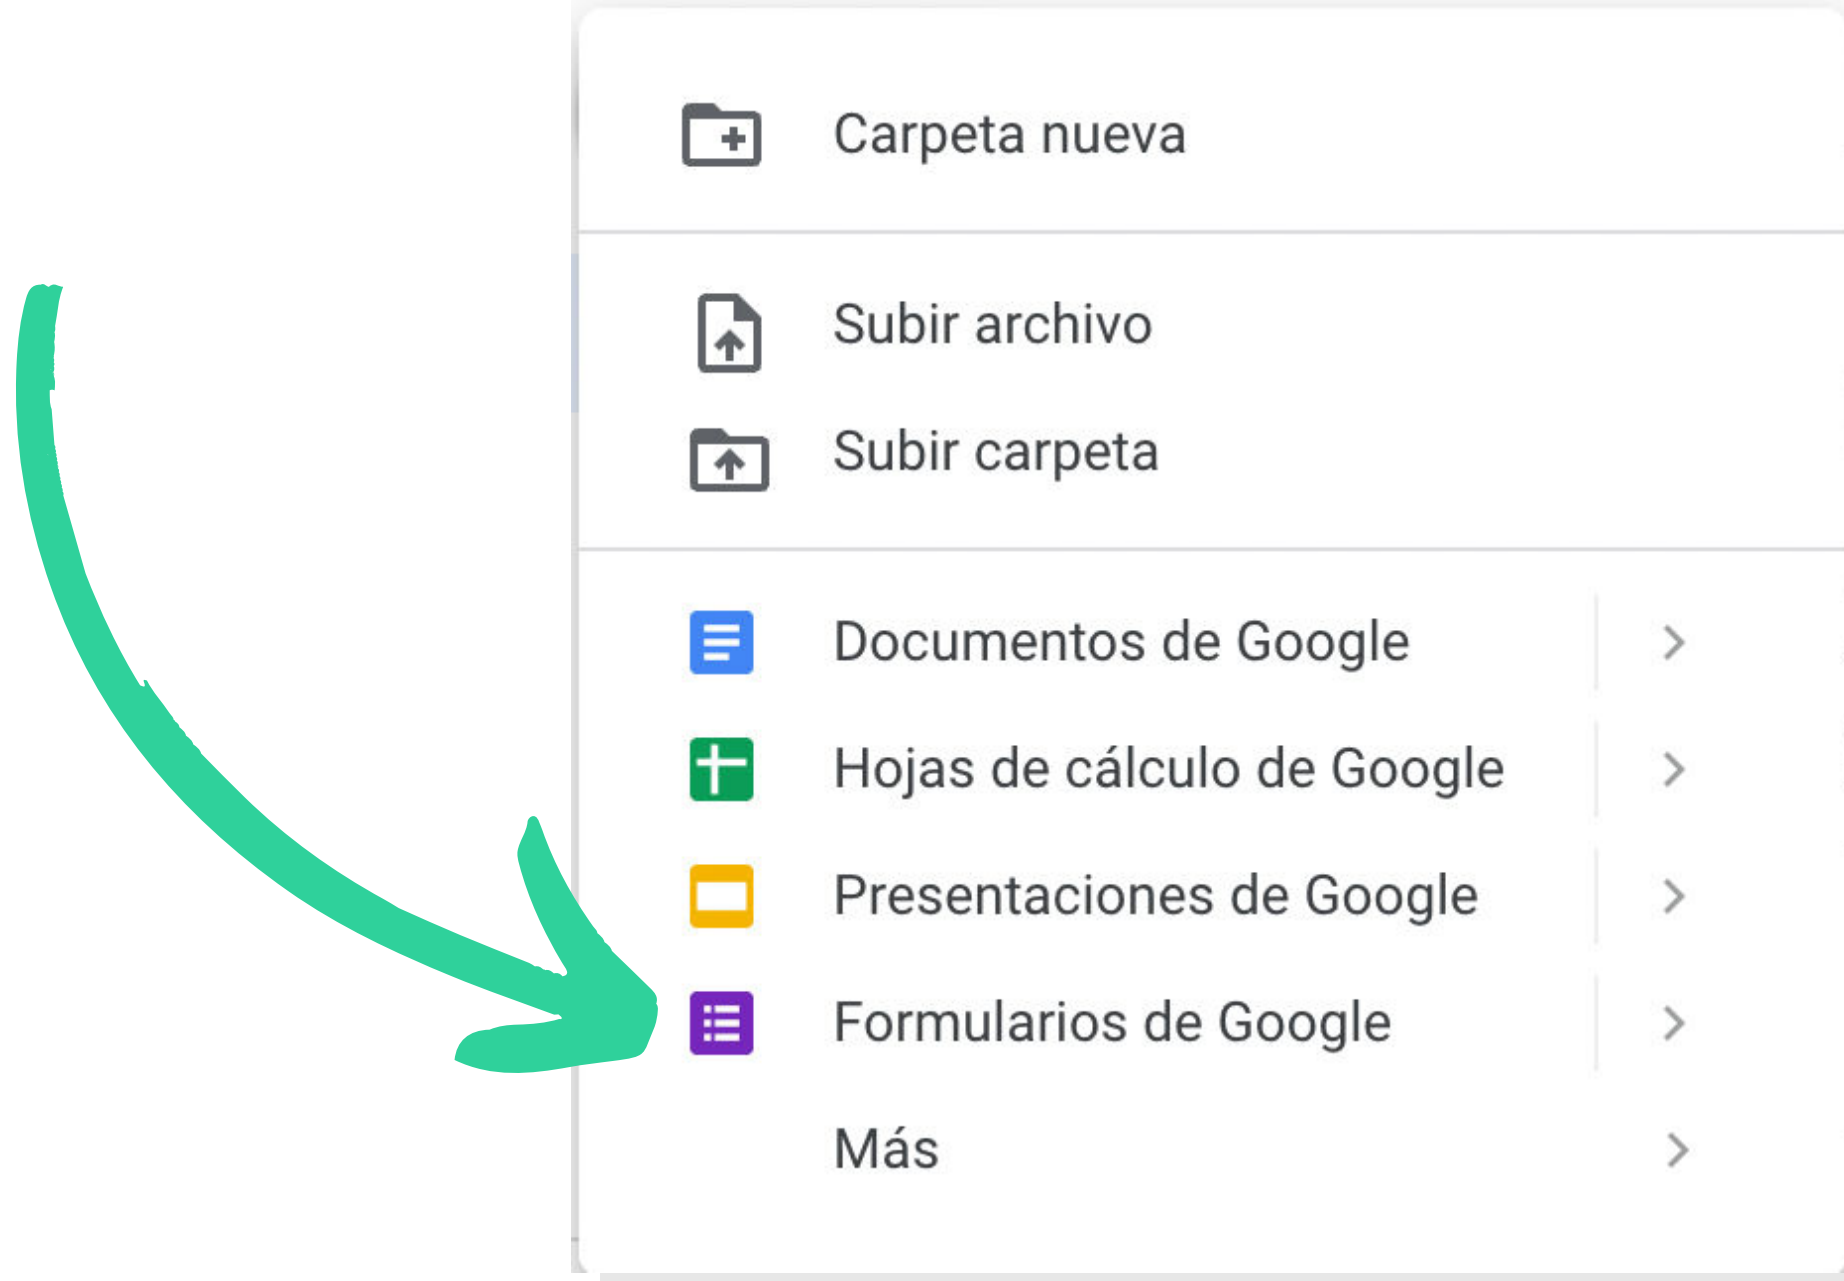 Carpeta nueva
Subir archivo
Subir carpeta
Documentos de Google
Hojas de cálculo de Google
Presentaciones de Google
Formularios de Google
Más